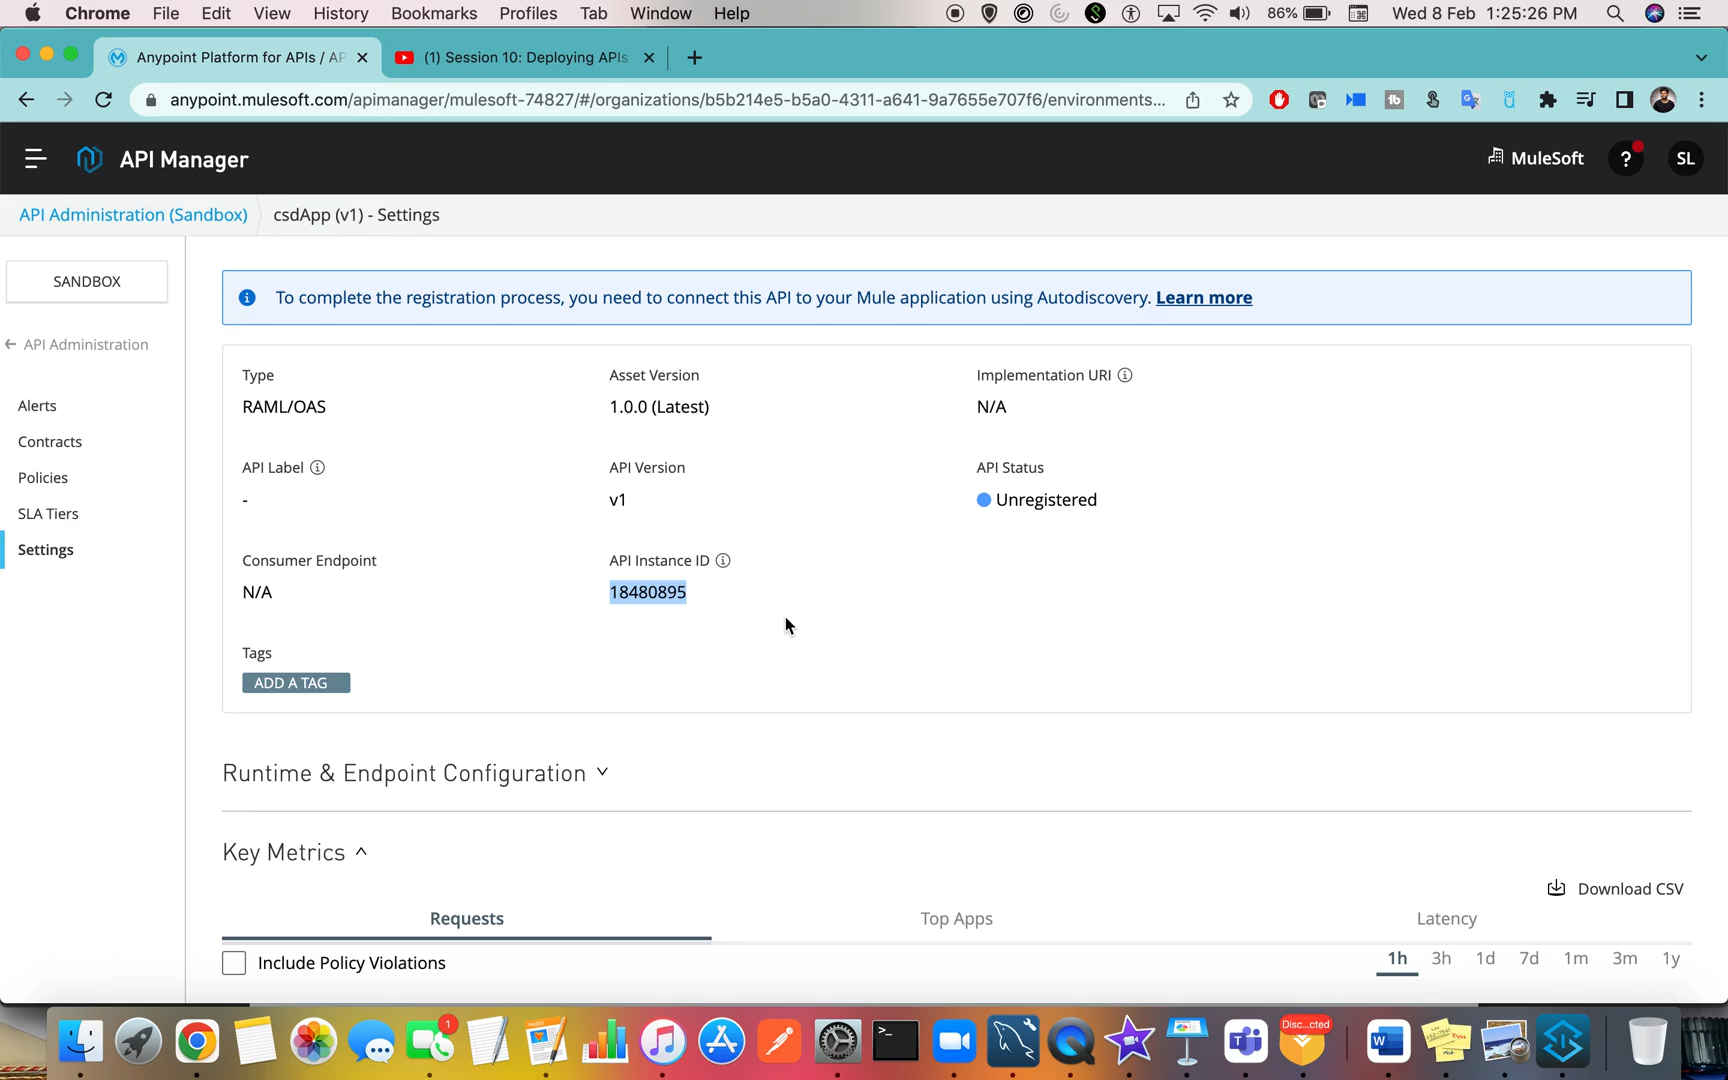 Chrome File Edit View History Bookmarks Profiles Tab Window Help 86% Wed 8 Feb 1:25:26 PM
Anypoint Platform for APIs / AP
(1) Session 10: Deploying APIs
anypoint.mulesoft.com/apimanager/mulesoft-74827/#/organizations/b5b214e5-b5a0-4311-a641-9a7655e707f6/environments...
API Manager
MuleSoft ? SL
API Administration (Sandbox) csdApp (v1) - Settings
SANDBOX
API Administration
Alerts
Contracts
Policies
SLA Tiers
Settings
To complete the registration process, you need to connect this API to your Mule application using Autodiscovery. Learn more
Type Asset Version Implementation URI
RAML/OAS 1.0.0 (Latest) N/A
API Label API Version API Status
- v1 Unregistered
Consumer Endpoint API Instance ID
N/A 18480895
Tags
ADD A TAG
Runtime & Endpoint Configuration
Key Metrics
Download CSV
Requests Top Apps Latency
Include Policy Violations
1h 3h 1d 7d 1m 3m 1y
1
Disc...cted